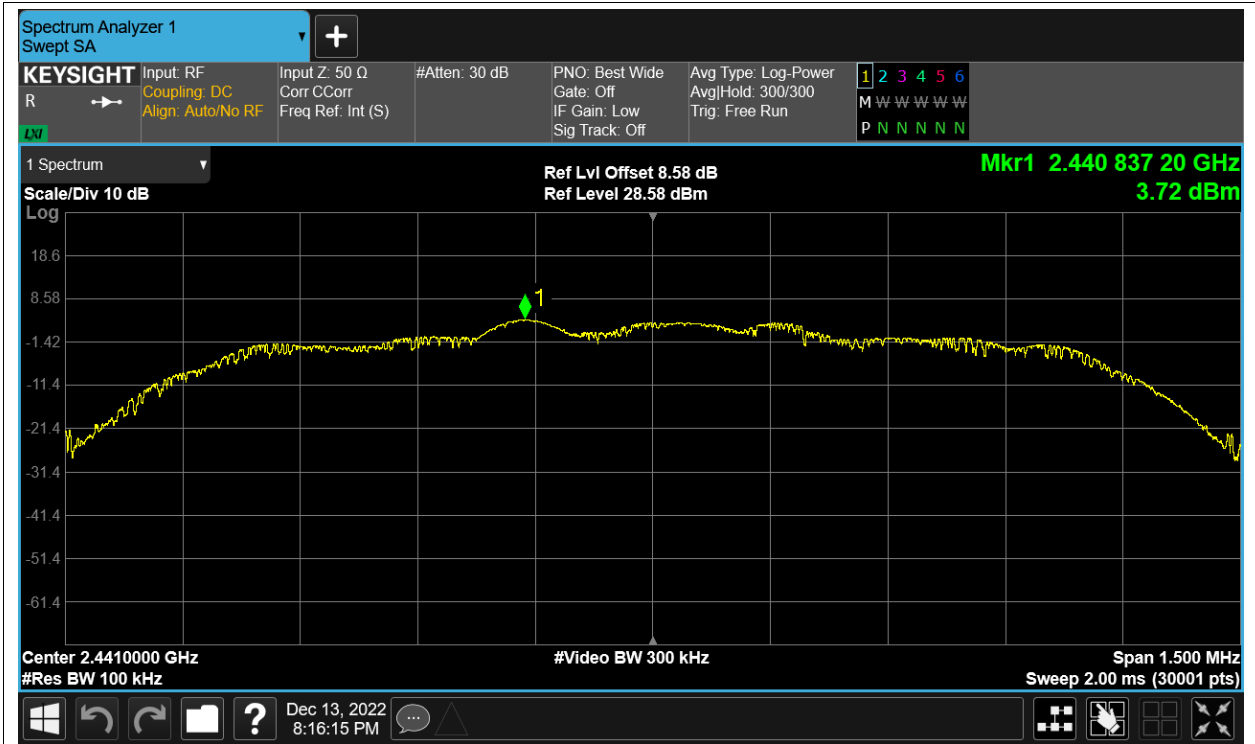 Spectrum Analyzer 1
Swept SA
KEYSIGHT
R
LXI
Input: RF
Coupling: DC
Align: Auto/No RF
Input Z: 50 Ω
Corr CCorr
Freq Ref: Int (S)
#Atten: 30 dB
PNO: Best Wide
Gate: Off
IF Gain: Low
Sig Track: Off
Avg Type: Log-Power
Avg|Hold: 300/300
Trig: Free Run
1 2 3 4 5 6
M W W W W W
P N N N N N
1 Spectrum
Scale/Div 10 dB
Log
Ref Lvl Offset 8.58 dB
Ref Level 28.58 dBm
Mkr1 2.440 837 20 GHz
3.72 dBm
18.6
8.58
1
-1.42
-11.4
-21.4
-31.4
-41.4
-51.4
-61.4
Center 2.4410000 GHz
#Video BW 300 kHz
Span 1.500 MHz
#Res BW 100 kHz
Sweep 2.00 ms (30001 pts)
?
Dec 13, 2022
8:16:15 PM